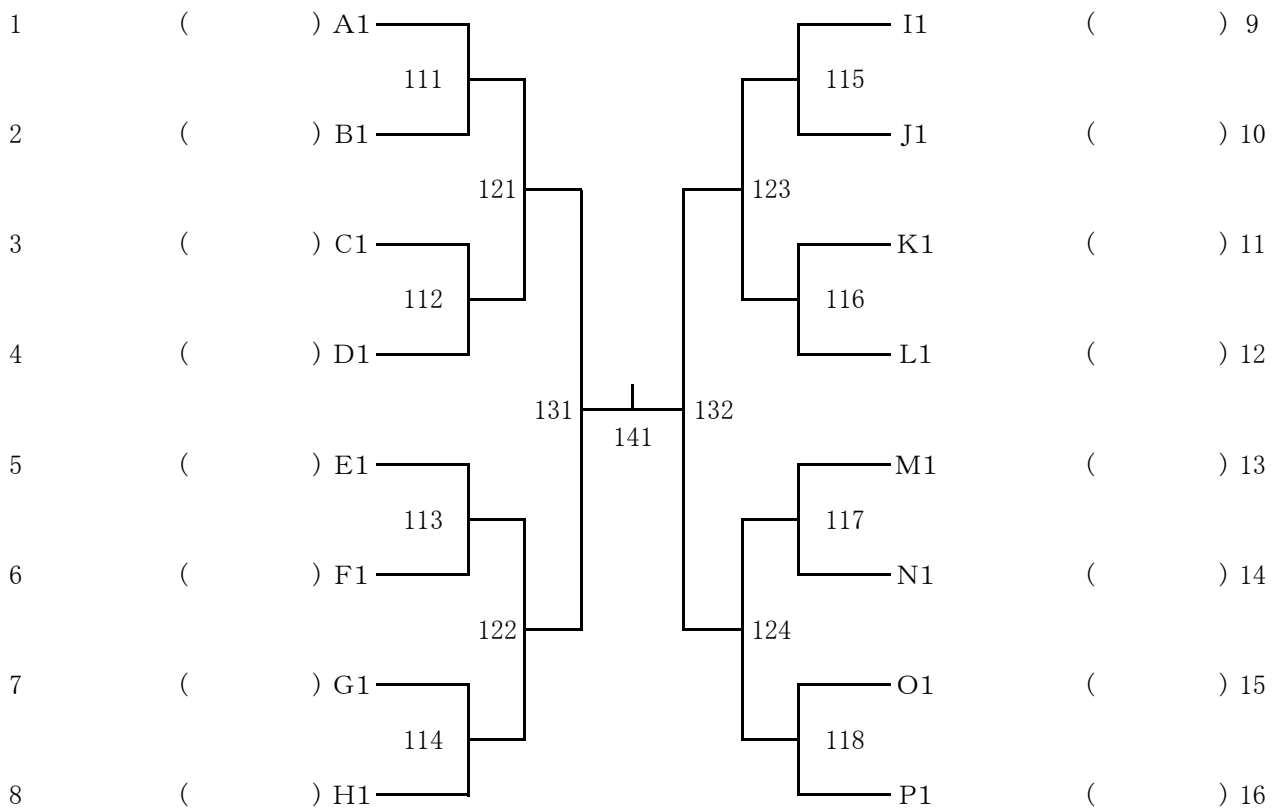 1 ( ) A1 I1 ( ) 9
111 115
2 ( ) B1 J1 ( ) 10
121 123
3 ( ) C1 K1 ( ) 11
112 116
4 ( ) D1 L1 ( ) 12
131 132
141
5 ( ) E1 M1 ( ) 13
113 117
6 ( ) F1 N1 ( ) 14
122 124
7 ( ) G1 O1 ( ) 15
114 118
8 ( ) H1 P1 ( ) 16